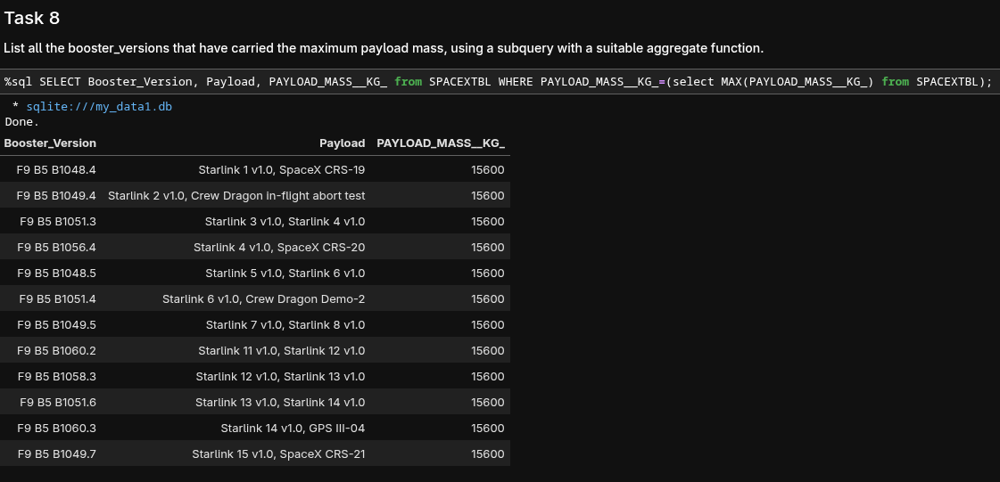 Task 8
List all the booster_versions that have carried the maximum payload mass, using a subquery with a suitable aggregate function.
%sql SELECT Booster_Version, Payload, PAYLOAD_MASS__KG_ from SPACEXTBL WHERE PAYLOAD_MASS__KG_=(select MAX(PAYLOAD_MASS__KG_) from SPACEXTBL);
* sqlite:///my_data1.db
Done.
Booster_Version Payload PAYLOAD_MASS__KG_
F9 B5 B1048.4 Starlink 1 v1.0, SpaceX CRS-19 15600
F9 B5 B1049.4 Starlink 2 v1.0, Crew Dragon in-flight abort test 15600
F9 B5 B1051.3 Starlink 3 v1.0, Starlink 4 v1.0 15600
F9 B5 B1056.4 Starlink 4 v1.0, SpaceX CRS-20 15600
F9 B5 B1048.5 Starlink 5 v1.0, Starlink 6 v1.0 15600
F9 B5 B1051.4 Starlink 6 v1.0, Crew Dragon Demo-2 15600
F9 B5 B1049.5 Starlink 7 v1.0, Starlink 8 v1.0 15600
F9 B5 B1060.2 Starlink 11 v1.0, Starlink 12 v1.0 15600
F9 B5 B1058.3 Starlink 12 v1.0, Starlink 13 v1.0 15600
F9 B5 B1051.6 Starlink 13 v1.0, Starlink 14 v1.0 15600
F9 B5 B1060.3 Starlink 14 v1.0, GPS III-04 15600
F9 B5 B1049.7 Starlink 15 v1.0, SpaceX CRS-21 15600